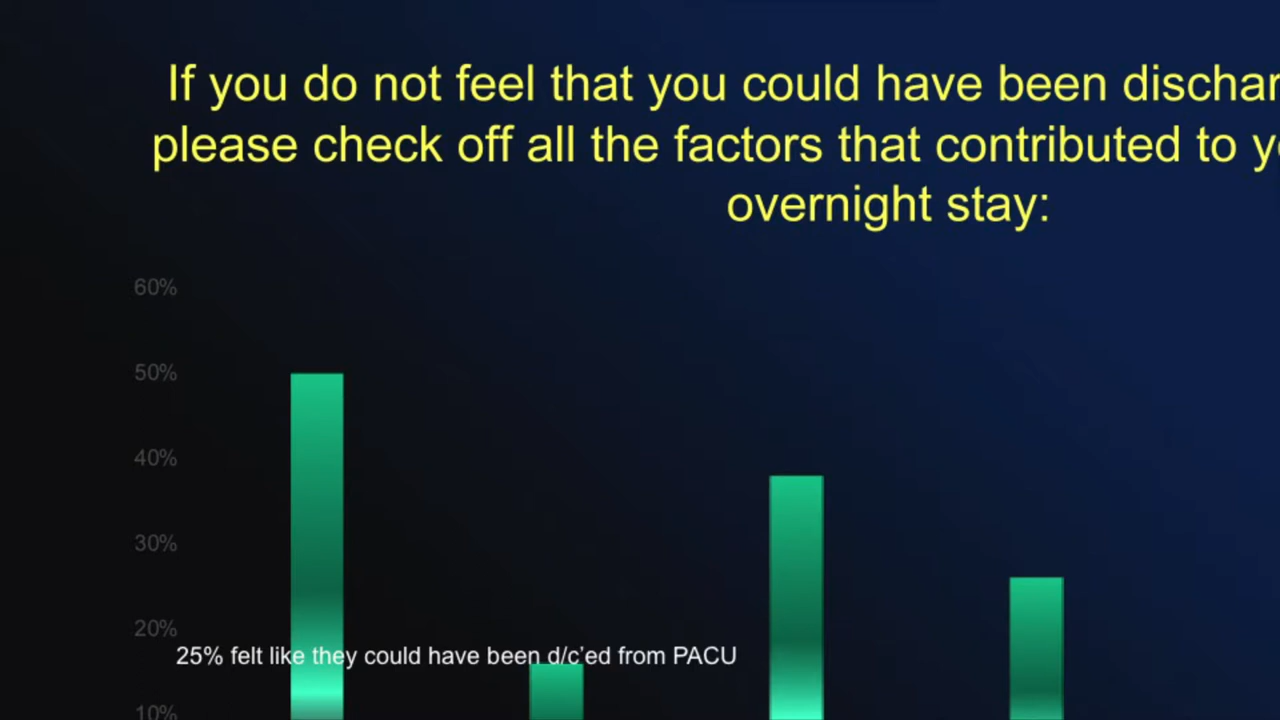 If you do not feel that you could have been
please check off all the factors that contributed to
overnight stay:
60%
50%
40%
30%
20%
25% felt like they could have been d/c’ed from PACU
10%